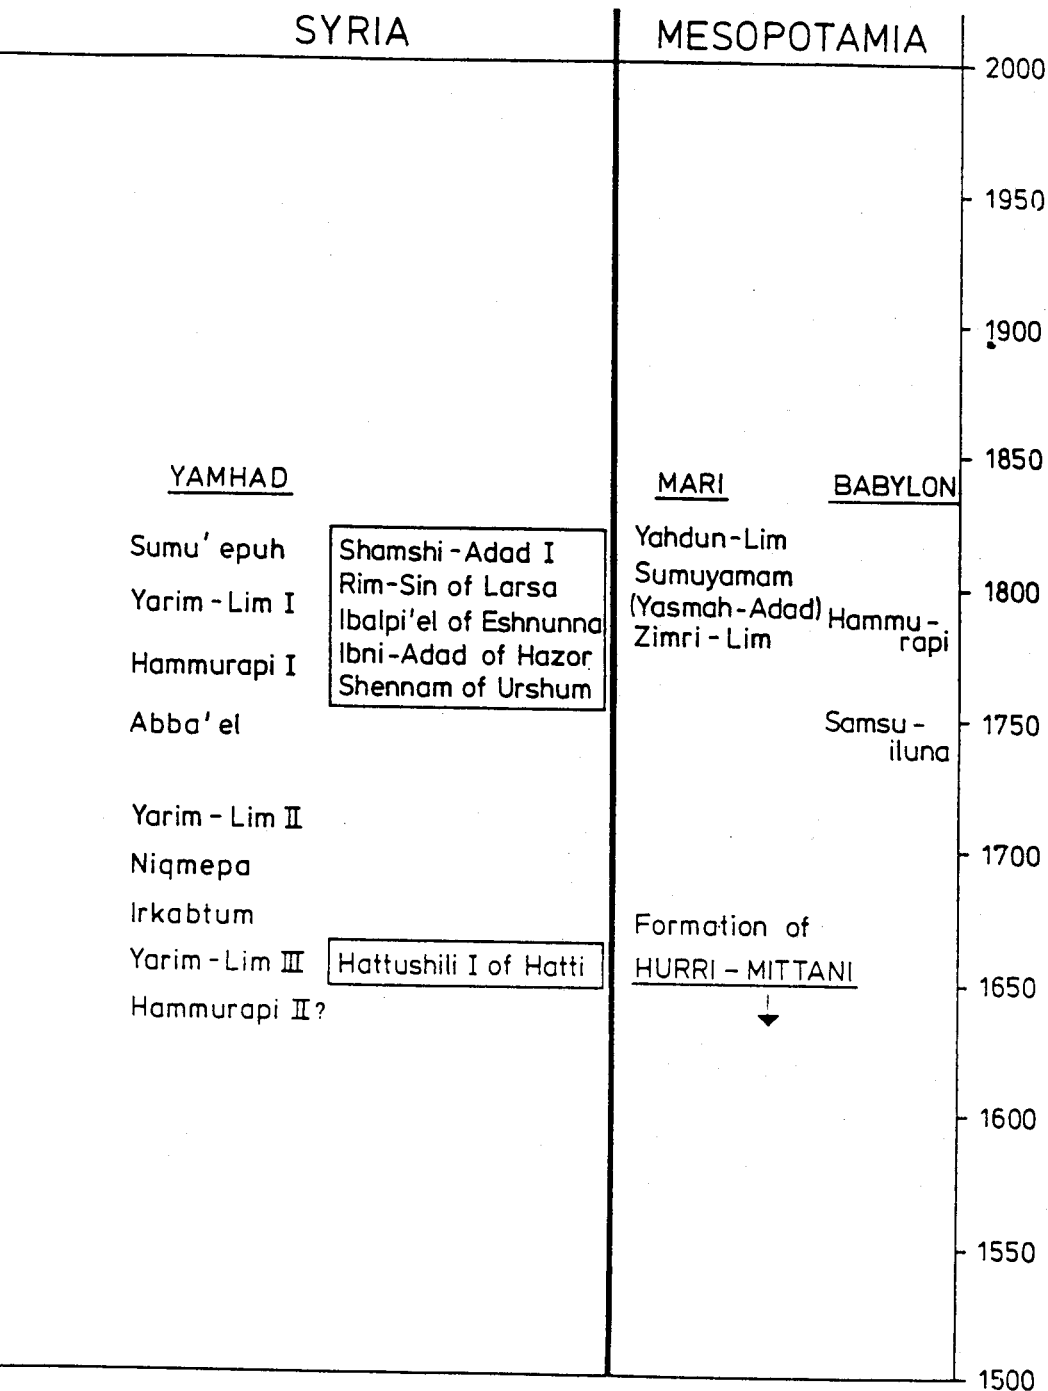 SYRIA
MESOPOTAMIA
2000
1950
1900
1850
YAMHAD
MARI
BABYLON
Sumu' epuh
Yarim-Lim I
Hammurapi I
Abba' el
Yarim-Lim II
Niqmepa
Irkabtum
Yarim-Lim III
Hammurapi II?
Shamshi-Adad I
Rim-Sin of Larsa
Ibalpi'el of Eshnunna
Ibni-Adad of Hazor
Shennam of Urshum
Hattushili I of Hatti
Yahdun-Lim
Sumuyamam
(Yasmah-Adad)
Zimri-Lim
Hammu-
rapi
Samsu-
iluna
Formation of
HURRI-MITTANI
1800
1750
1700
1650
1600
1550
1500